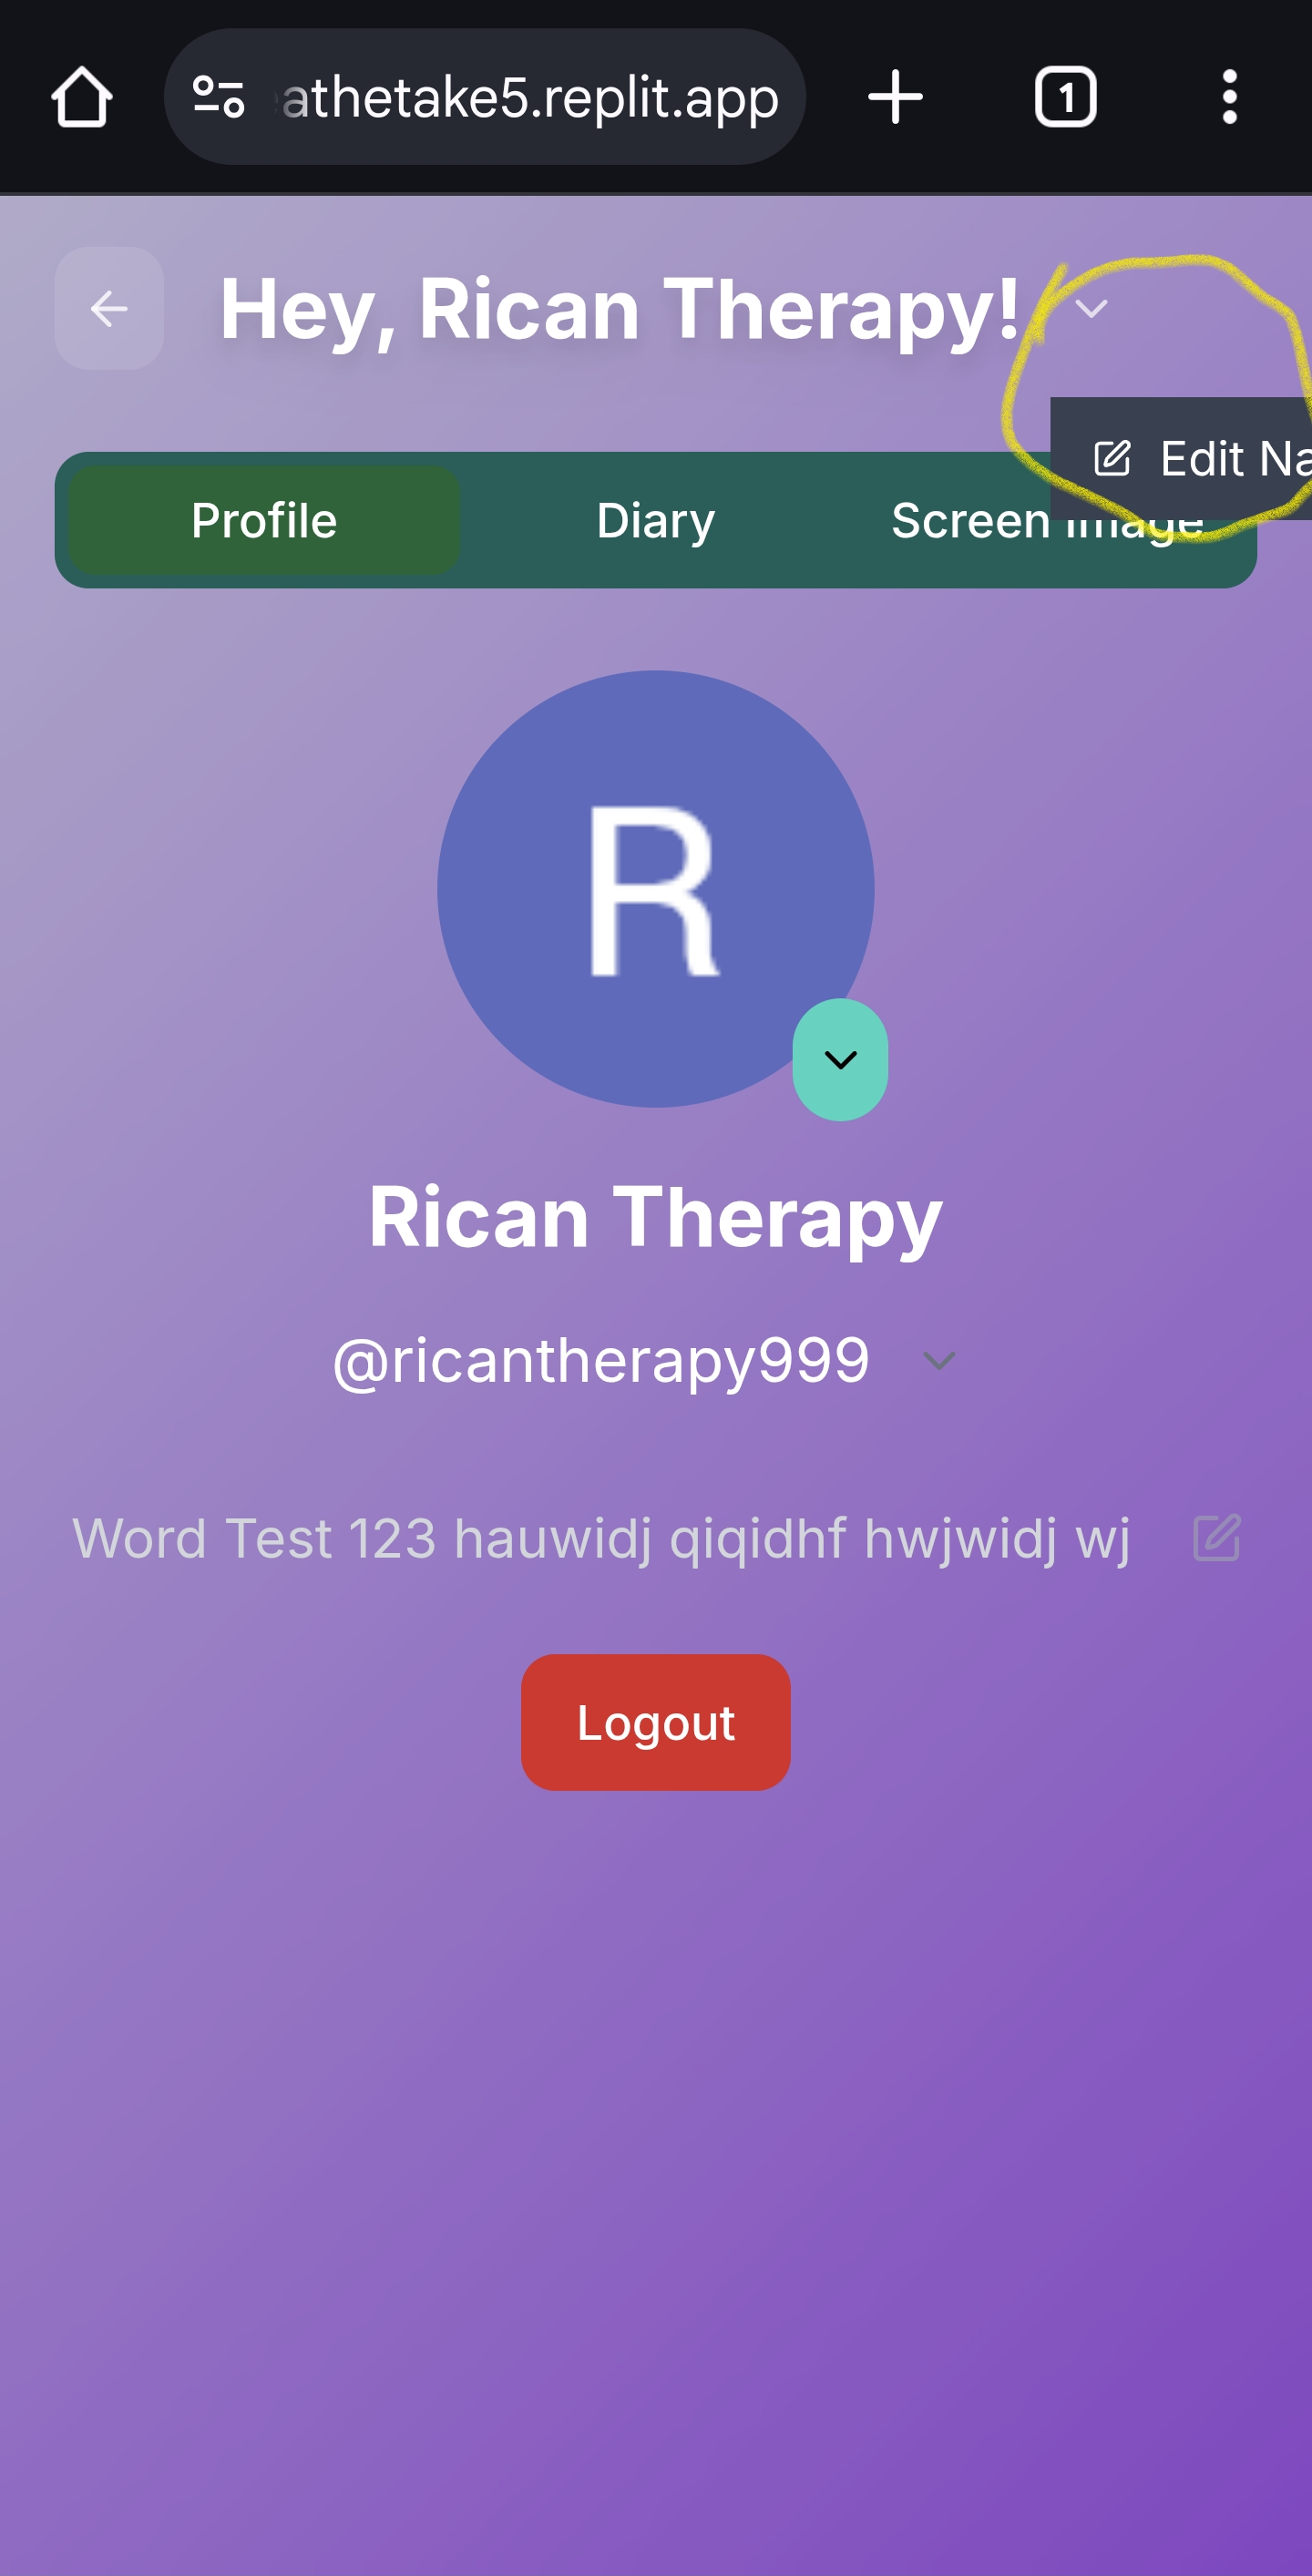 athetake5.replit.app
1
Hey, Rican Therapy!
Edit Na
Profile
Diary
Screen Image
R
Rican Therapy
@ricantherapy999
Word Test 123 hauwidj qiqidhf hwjwidj wj
Logout